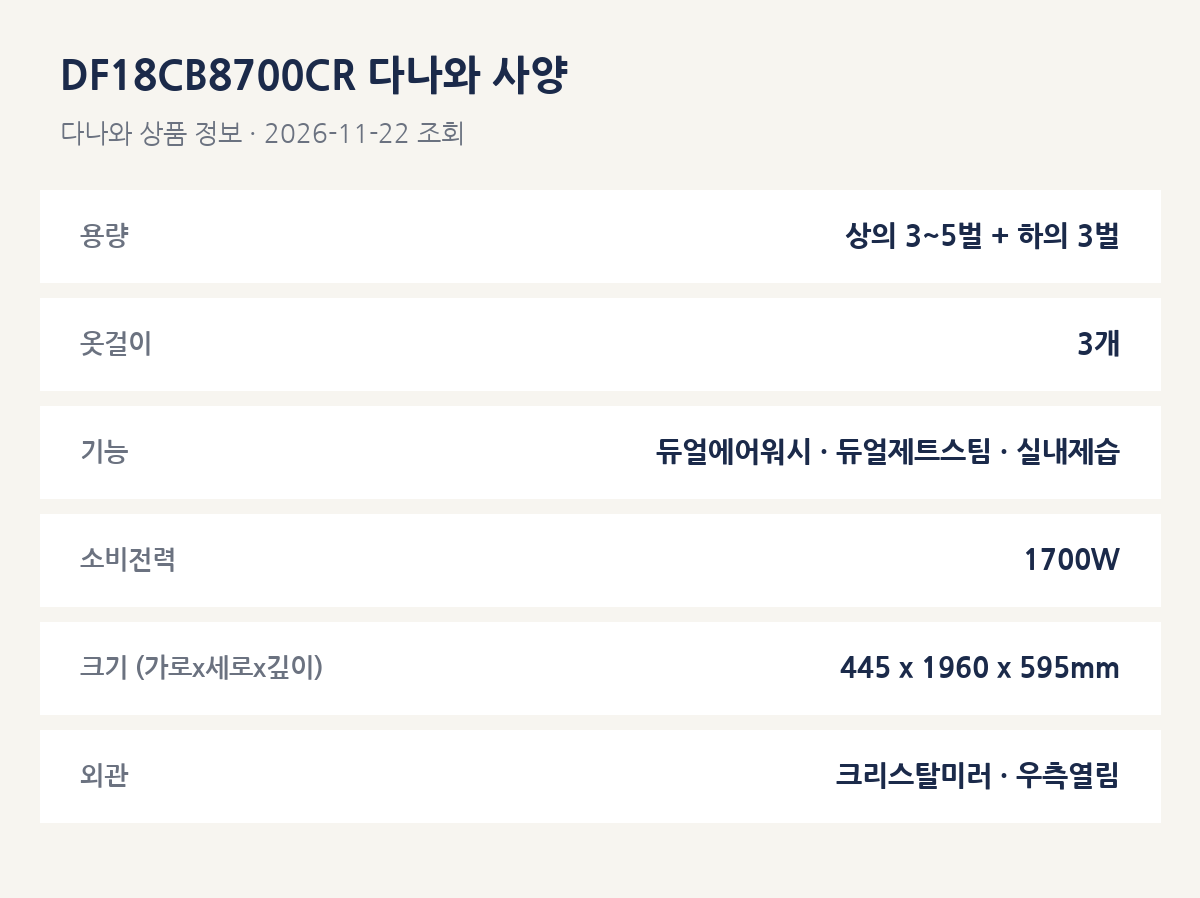 DF18CB8700CR 다나와 사양
다나와 상품 정보 · 2026-11-22 조회
용량 상의 3~5벌 + 하의 3벌
옷걸이 3개
기능 듀얼에어워시 · 듀얼제트스팀 · 실내제습
소비전력 1700W
크기 (가로x세로x깊이) 445 x 1960 x 595mm
외관 크리스탈미러 · 우측열림